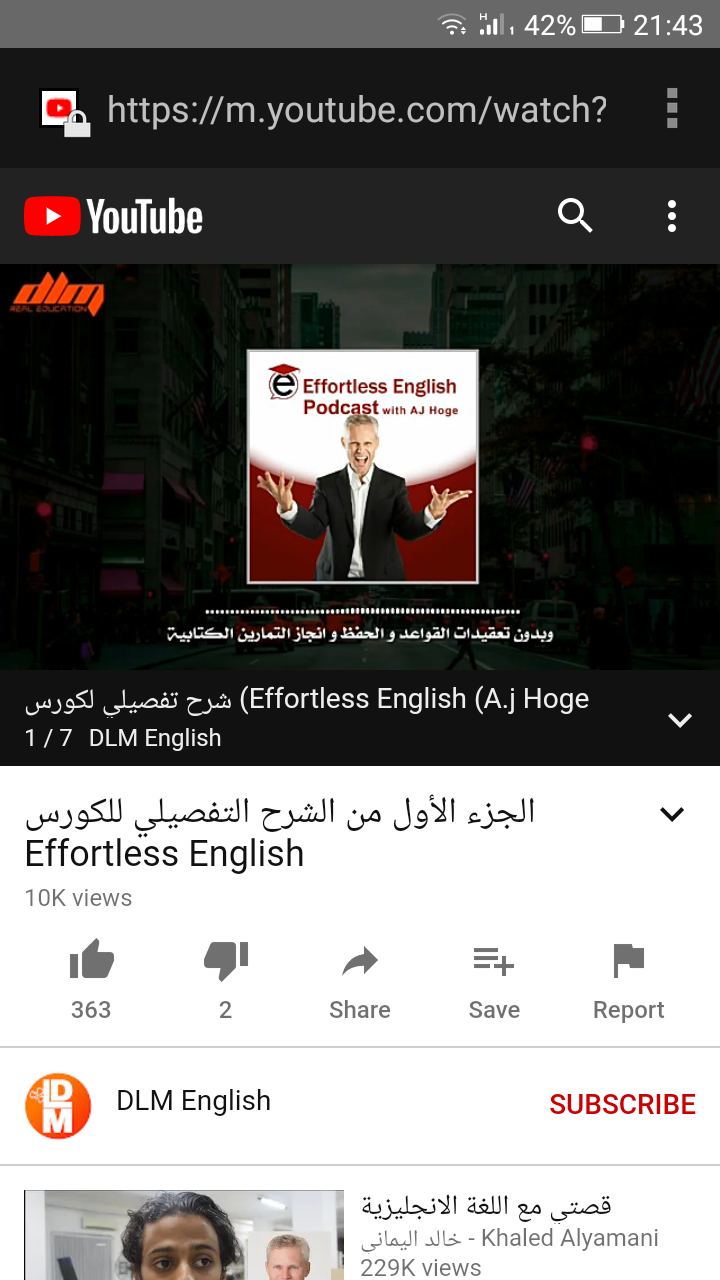 H 1 42% 21:43
https://m.youtube.com/watch?
YouTube
dlm
REAL EDUCATION
e Effortless English
Podcast with AJ Hoge
وبدون تعقيدات القواعد و الحفظ و انجاز التمارين الكتابية
شرح تفصيلي لكورس (Effortless English (A.j Hoge
1 / 7 DLM English
الجزء الأول من الشرح التفصيلي للكورس
Effortless English
10K views
363 2 Share Save Report
DLM
DLM English SUBSCRIBE
قصتي مع اللغة الانجليزية
خالد اليماني - Khaled Alyamani
229K views